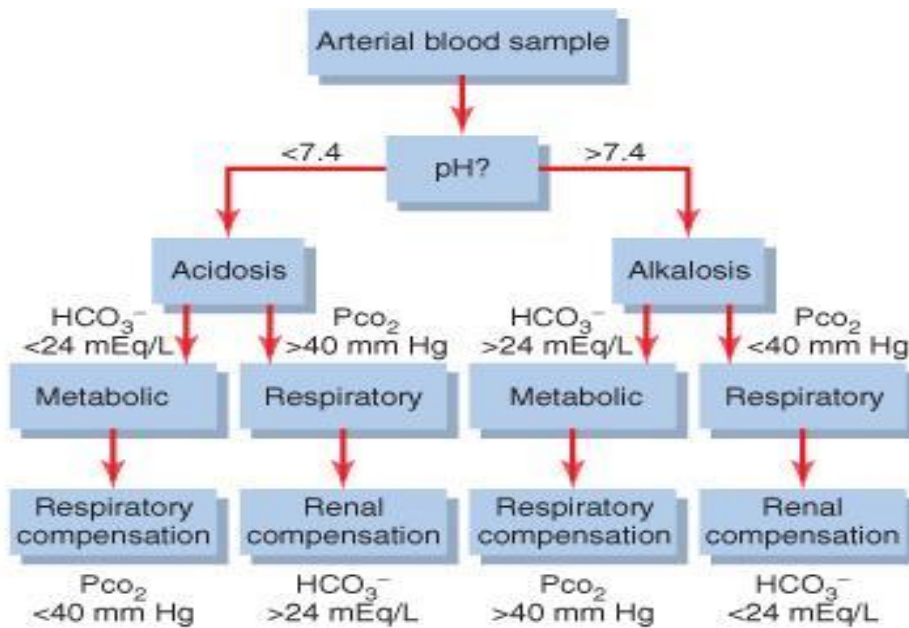 Arterial blood sample
<7.4
pH?
>7.4
Acidosis
Alkalosis
HCO₃⁻
<24 mEq/L
Pco₂
>40 mm Hg
HCO₃⁻
>24 mEq/L
Pco₂
<40 mm Hg
Metabolic
Respiratory
Metabolic
Respiratory
Respiratory
compensation
Renal
compensation
Respiratory
compensation
Renal
compensation
Pco₂
<40 mm Hg
HCO₃⁻
>24 mEq/L
Pco₂
>40 mm Hg
HCO₃⁻
<24 mEq/L